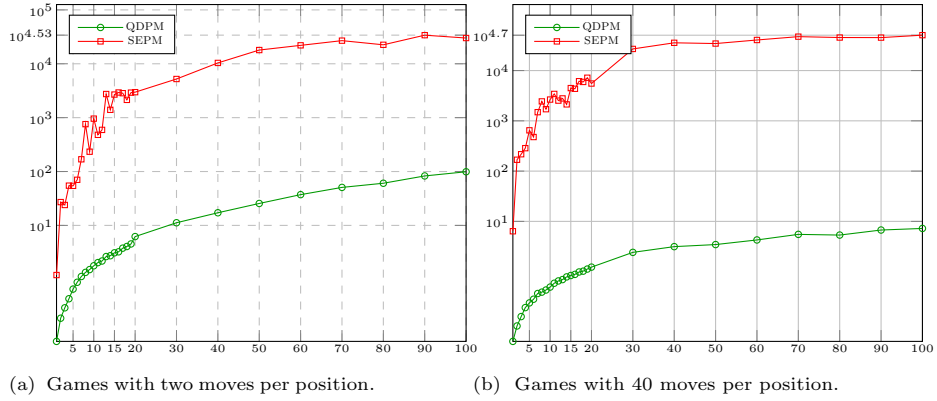 10^5
10^4.53
10^4
10^3
10^2
10^1
QDPM
SEPM
5 10 15 20 30 40 50 60 70 80 90 100
(a) Games with two moves per position.
10^4.7
10^4
10^3
10^2
10^1
QDPM
SEPM
5 10 15 20 30 40 50 60 70 80 90 100
(b) Games with 40 moves per position.